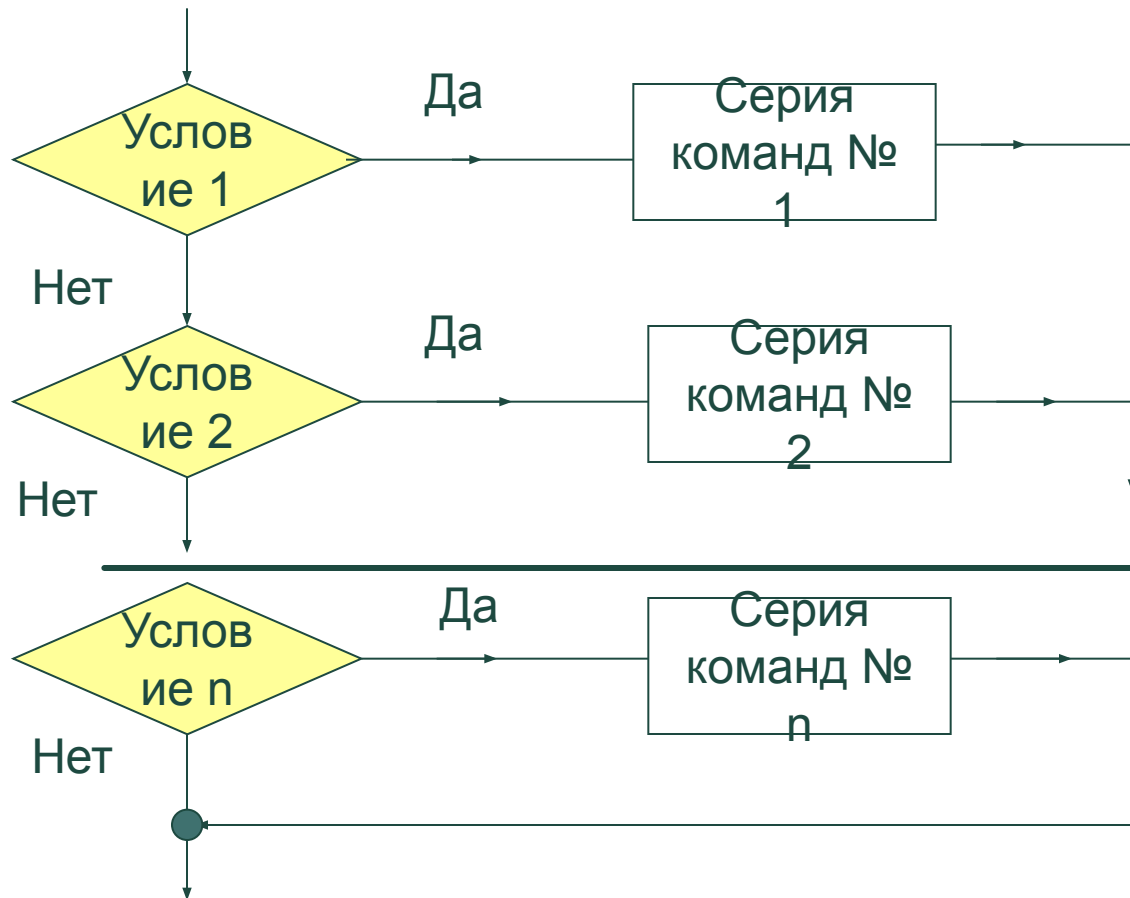 Да
Услов
ие 1
Серия
команд №
1
Нет
Да
Услов
ие 2
Серия
команд №
2
Нет
Да
Услов
ие n
Серия
команд №
n
Нет